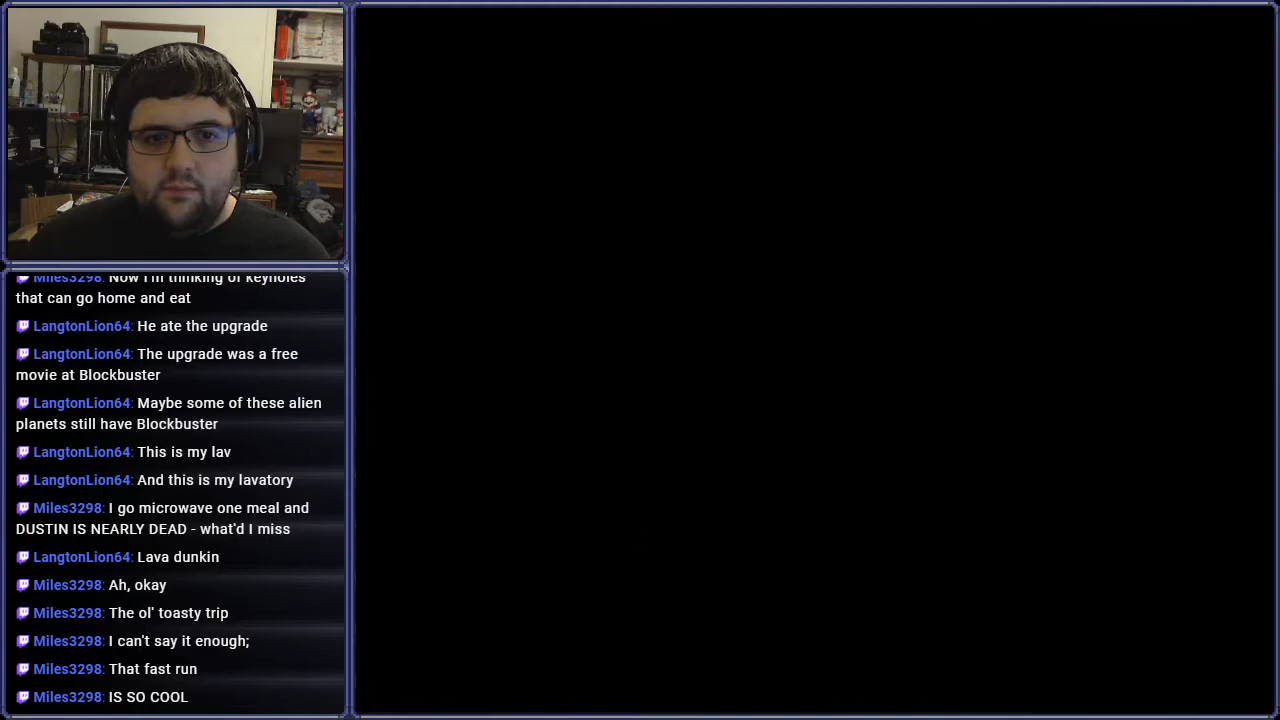 Miles3298: Now I'm thinking of keyholes
that can go home and eat
LangtonLion64: He ate the upgrade
LangtonLion64: The upgrade was a free
movie at Blockbuster
LangtonLion64: Maybe some of these alien
planets still have Blockbuster
LangtonLion64: This is my lav
LangtonLion64: And this is my lavatory
Miles3298: I go microwave one meal and
DUSTIN IS NEARLY DEAD - what'd I miss
LangtonLion64: Lava dunkin
Miles3298: Ah, okay
Miles3298: The ol' toasty trip
Miles3298: I can't say it enough;
Miles3298: That fast run
Miles3298: IS SO COOL